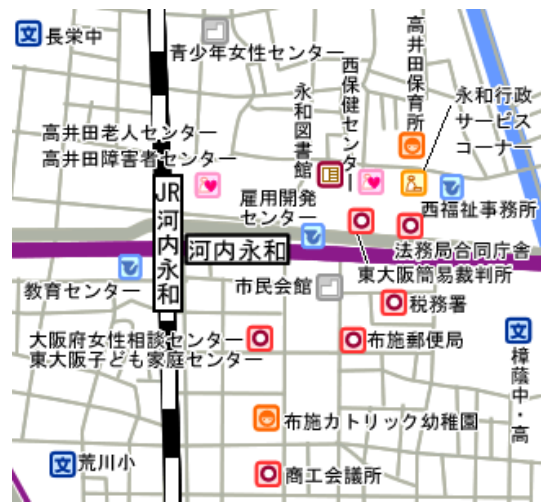 文
長栄中
青少年女性センター
高井田保育所
西保健センター
永和図書館
永和行政
サービス
コーナー
高井田老人センター
高井田障害者センター
雇用開発
センター
西福祉事務所
JR河内永和
河内永和
法務局合同庁舎
東大阪簡易裁判所
教育センター
市民会館
税務署
大阪府女性相談センター
東大阪子ども家庭センター
布施郵便局
文
樟蔭中・高
布施カトリック幼稚園
文
荒川小
商工会議所